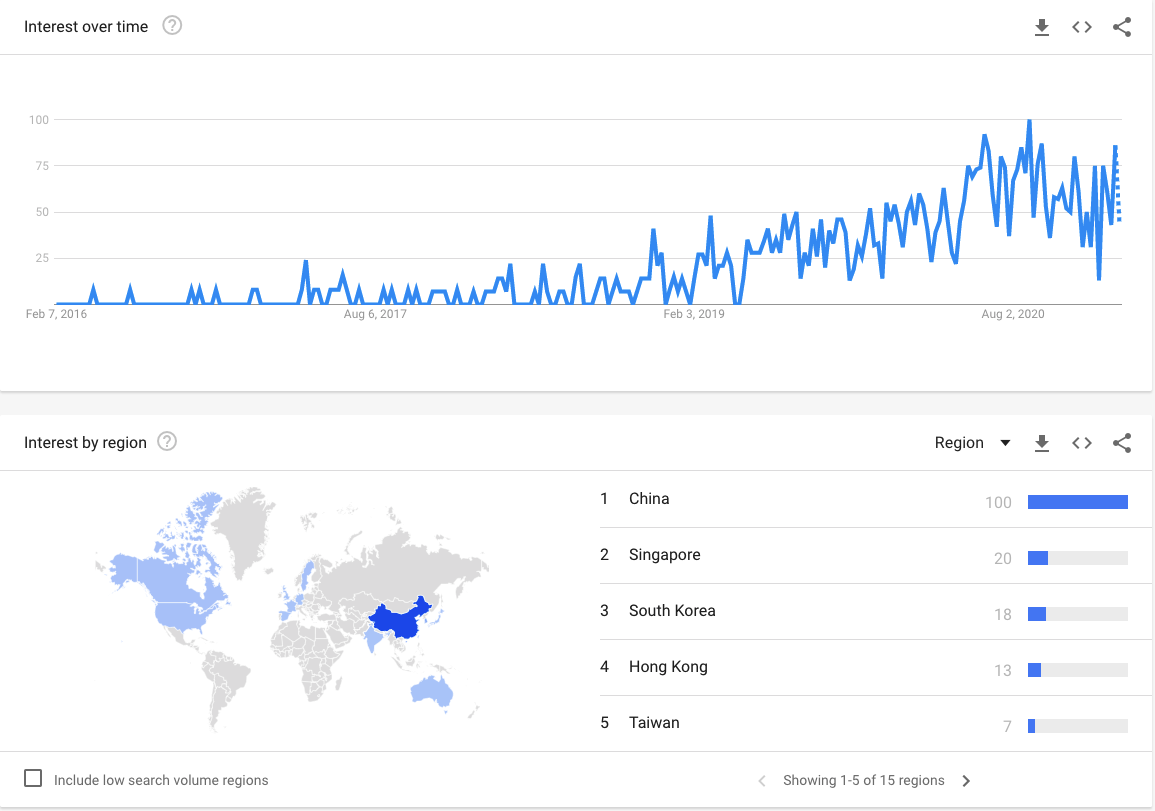 Interest over time
100
75
50
25
Feb 7, 2016 Aug 6, 2017 Feb 3, 2019 Aug 2, 2020
Interest by region
Region
1 China 100
2 Singapore 20
3 South Korea 18
4 Hong Kong 13
5 Taiwan 7
Include low search volume regions
Showing 1-5 of 15 regions